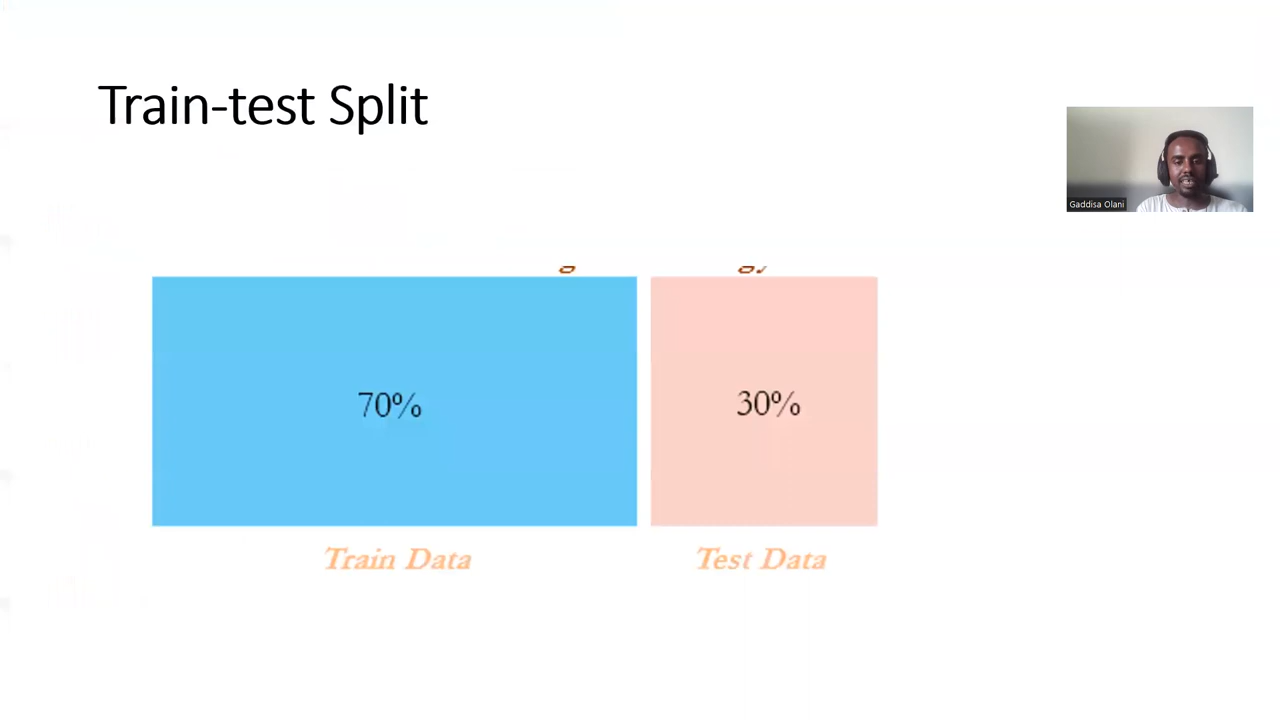 Train-test Split
Gaddisa Olani
70%
30%
Train Data
Test Data